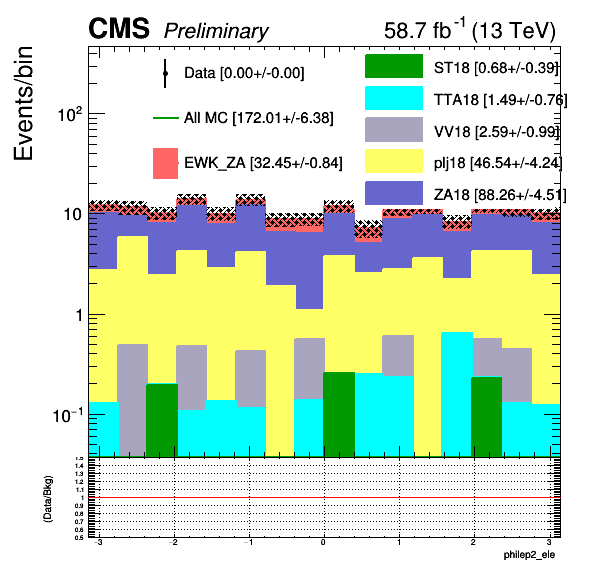 CMS Preliminary 58.7 fb⁻¹ (13 TeV)
Events/bin
Data [0.00+/-0.00]
All MC [172.01+/-6.38]
EWK_ZA [32.45+/-0.84]
ST18 [0.68+/-0.39]
TTA18 [1.49+/-0.76]
VV18 [2.59+/-0.99]
plj18 [46.54+/-4.24]
ZA18 [88.26+/-4.51]
10²
10
1
10⁻¹
(Data/Bkg)
1.5
1.4
1.3
1.2
1.1
1
0.9
0.8
0.7
0.6
0.5
-3 -2 -1 0 1 2 3
philep2_ele